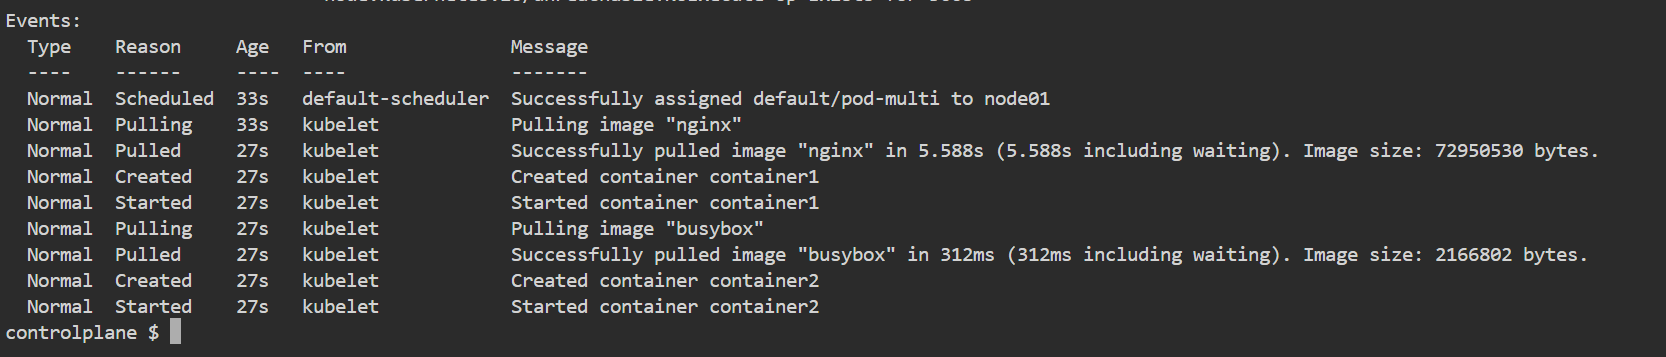 Events:
  Type    Reason     Age   From               Message
  ----    ------     ----  ----               -------
  Normal  Scheduled  33s   default-scheduler  Successfully assigned default/pod-multi to node01
  Normal  Pulling    33s   kubelet            Pulling image "nginx"
  Normal  Pulled     27s   kubelet            Successfully pulled image "nginx" in 5.588s (5.588s including waiting). Image size: 72950530 bytes.
  Normal  Created    27s   kubelet            Created container container1
  Normal  Started    27s   kubelet            Started container container1
  Normal  Pulling    27s   kubelet            Pulling image "busybox"
  Normal  Pulled     27s   kubelet            Successfully pulled image "busybox" in 312ms (312ms including waiting). Image size: 2166802 bytes.
  Normal  Created    27s   kubelet            Created container container2
  Normal  Started    27s   kubelet            Started container container2
controlplane $